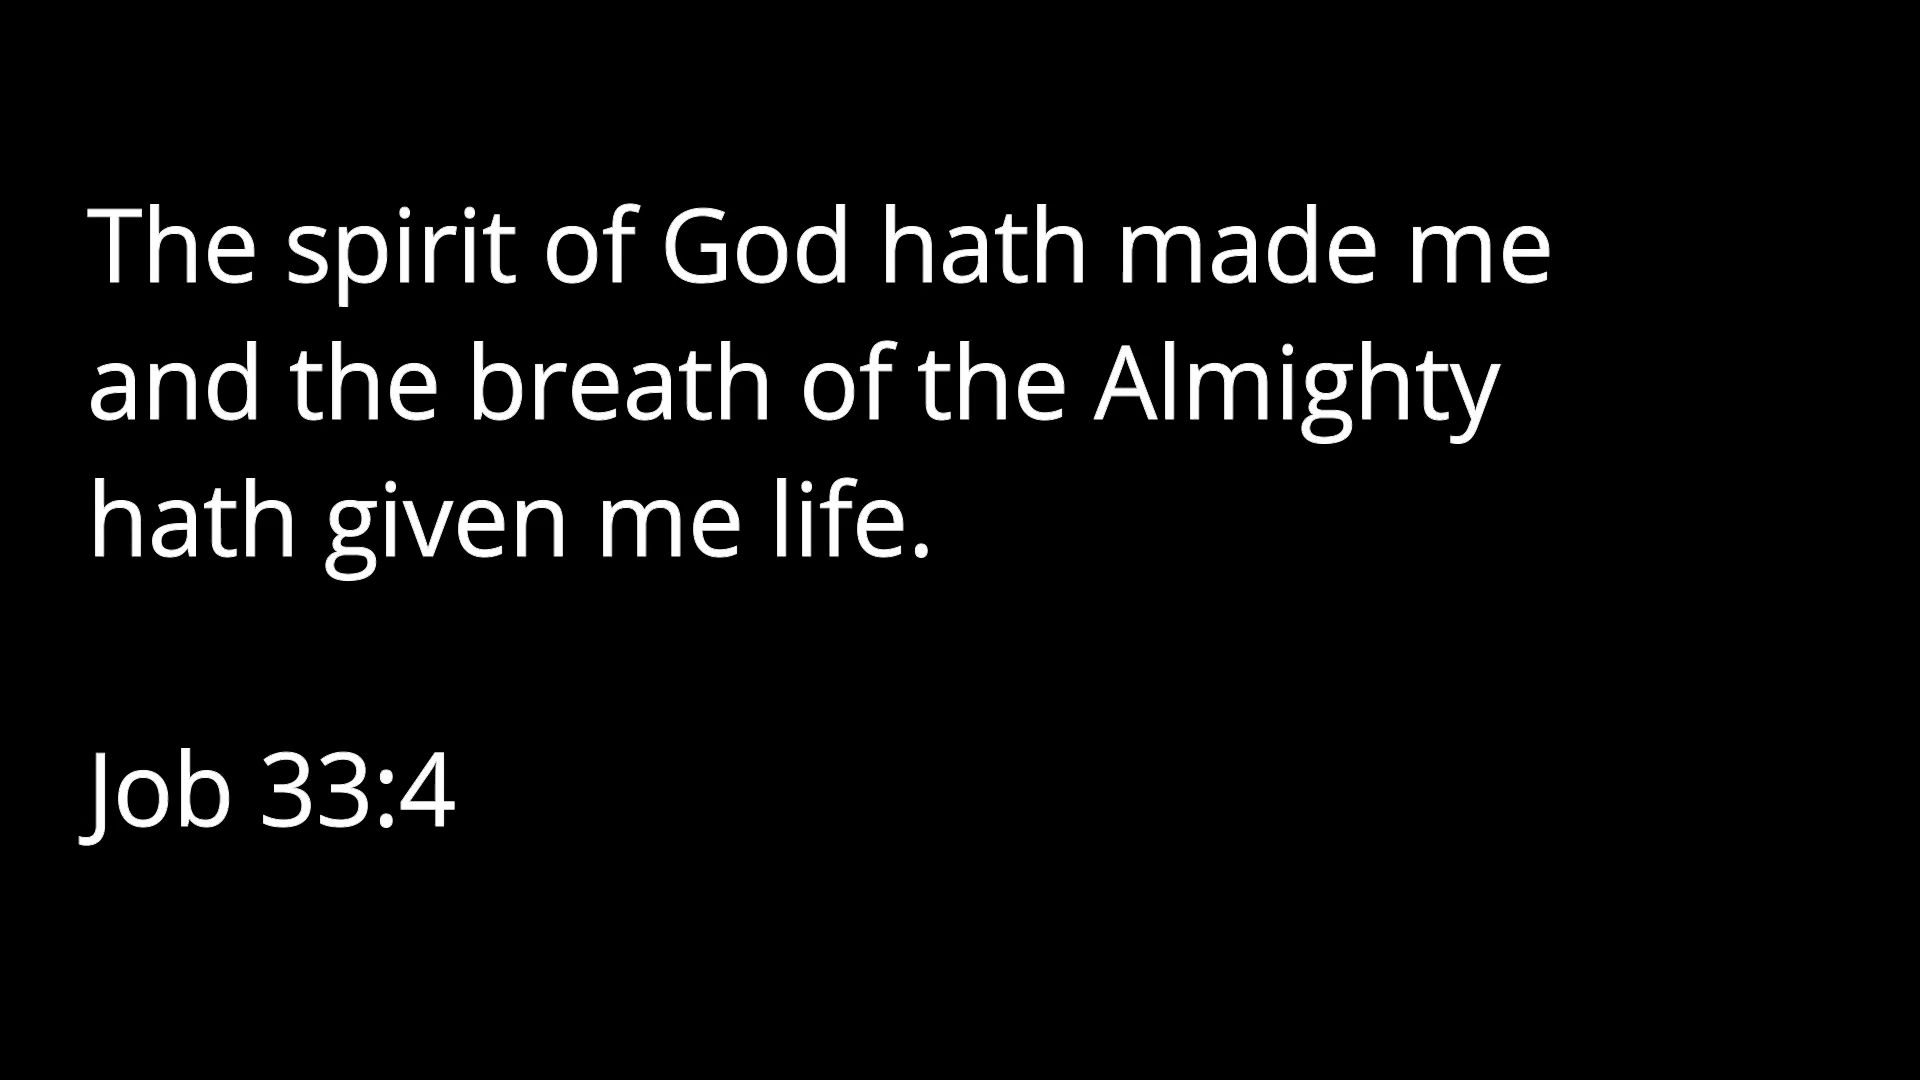 The spirit of God hath made me
and the breath of the Almighty
hath given me life.
Job 33:4